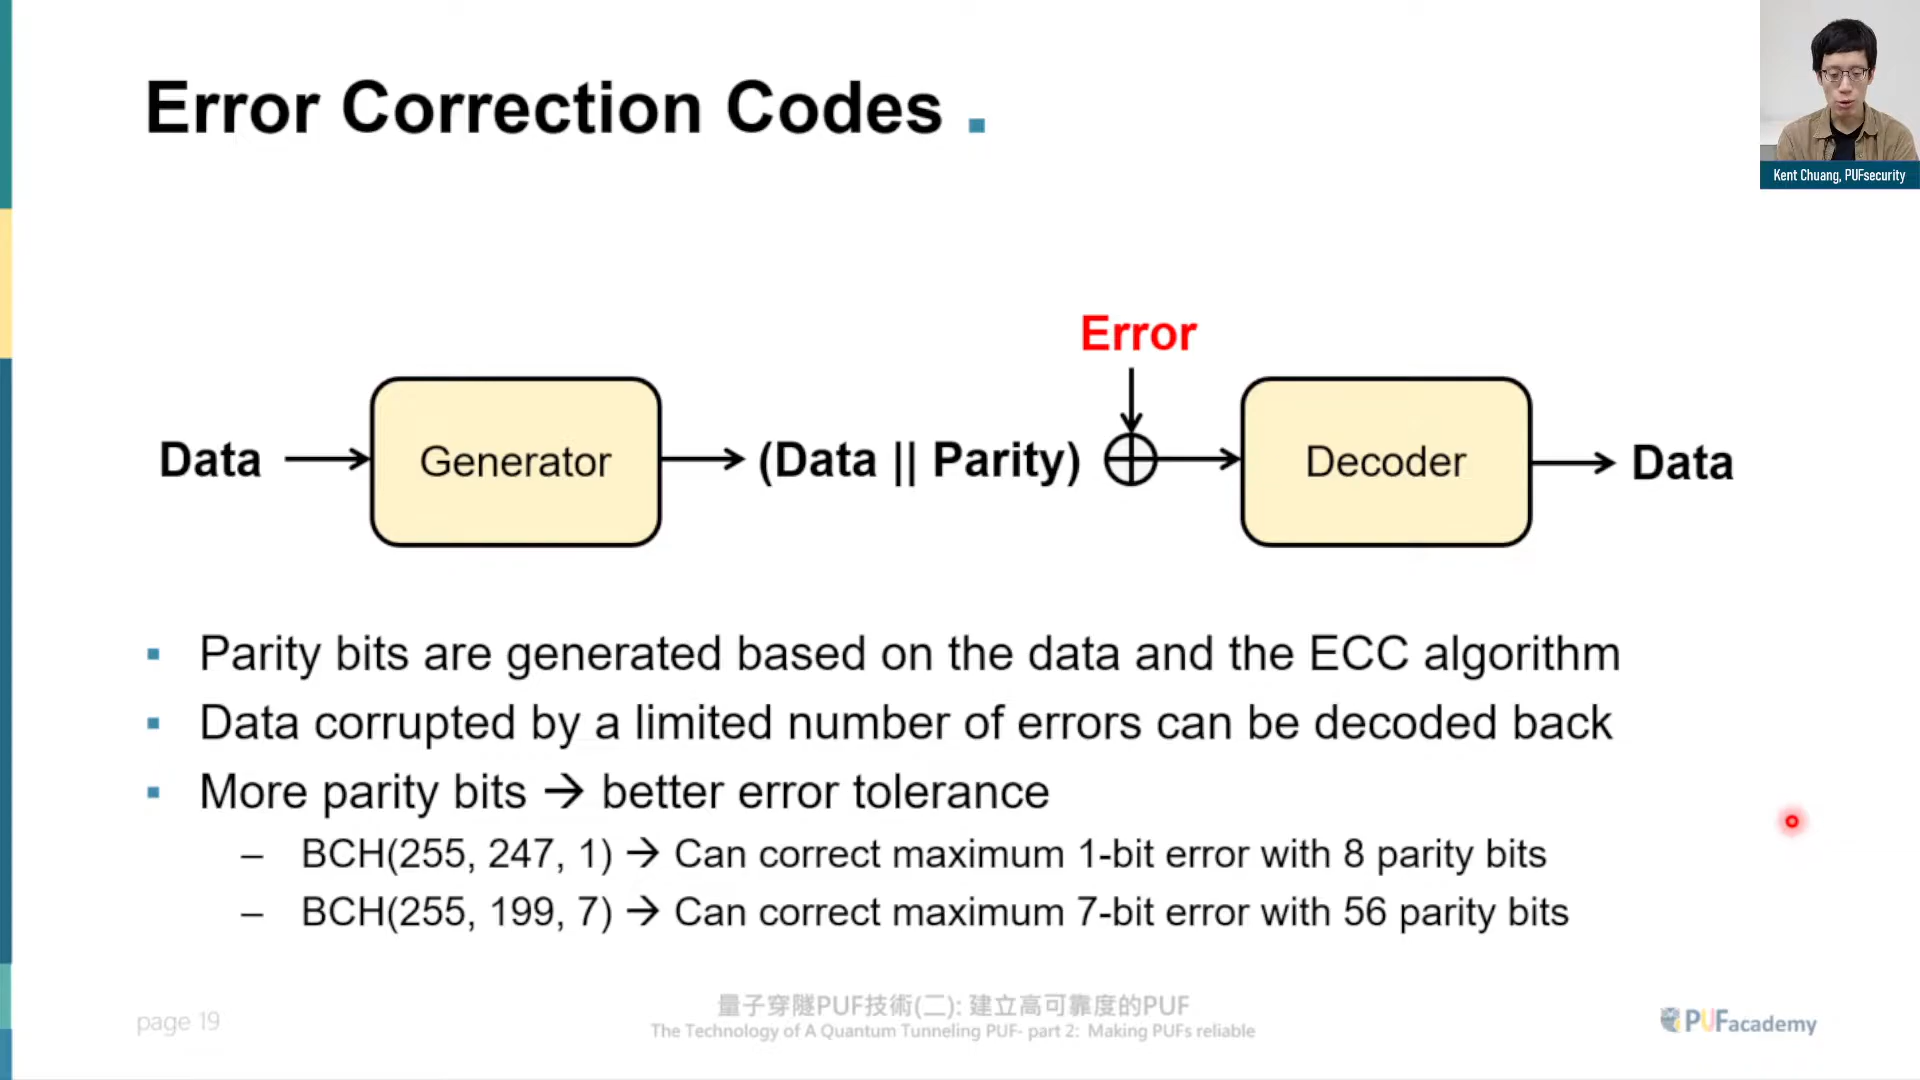 Error Correction Codes .
Kent Chuang, PUFsecurity
Error
Data
Generator
(Data || Parity)
Decoder
Data
▪ Parity bits are generated based on the data and the ECC algorithm
▪ Data corrupted by a limited number of errors can be decoded back
▪ More parity bits → better error tolerance
– BCH(255, 247, 1) → Can correct maximum 1-bit error with 8 parity bits
– BCH(255, 199, 7) → Can correct maximum 7-bit error with 56 parity bits
page 19
量子穿隧PUF技術(二): 建立高可靠度的PUF
The Technology of A Quantum Tunneling PUF- part 2: Making PUFs reliable
PUFacademy